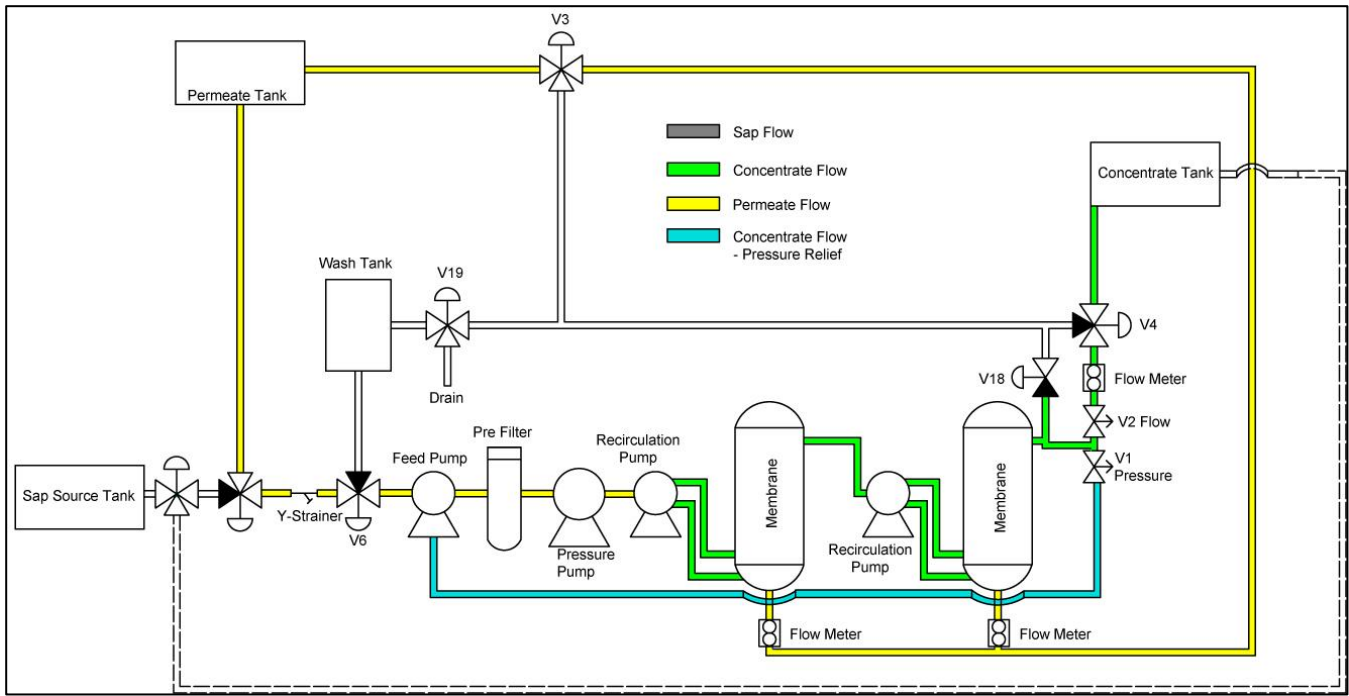 V3
Permeate Tank
Sap Flow
Concentrate Flow
Permeate Flow
Concentrate Flow
- Pressure Relief
Concentrate Tank
Wash Tank
V19
V4
Drain
V18
Flow Meter
V2 Flow
V1
Pressure
Pre Filter
Recirculation
Pump
Feed Pump
Sap Source Tank
Y-Strainer
V6
Pressure
Pump
Membrane
Recirculation
Pump
Membrane
Flow Meter
Flow Meter